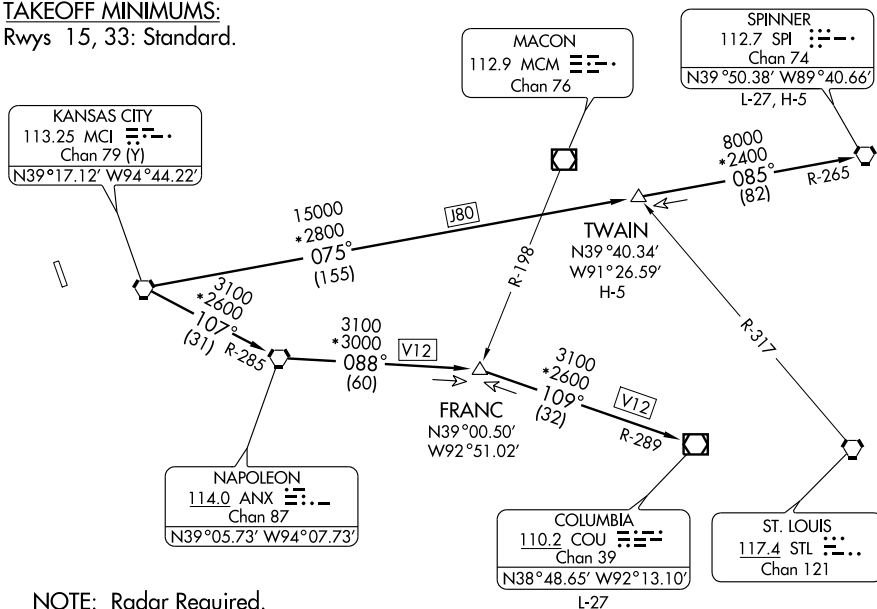 TAKEOFF MINIMUMS:
Rwys 15, 33: Standard.
MACON
112.9 MCM
Chan 76
SPINNER
112.7 SPI
Chan 74
N39°50.38' W89°40.66'
L-27, H-5
KANSAS CITY
113.25 MCI
Chan 79 (Y)
N39°17.12' W94°44.22'
8000
*2400
085°
(82)
R-265
15000
*2800
075°
(155)
J80
TWAIN
N39°40.34'
W91°26.59'
H-5
R-198
R-317
3100
*2600
107°
(31)
R-285
3100
*3000
088°
(60)
V12
FRANC
N39°00.50'
W92°51.02'
3100
*2600
109°
(32)
V12
R-289
NAPOLEON
114.0 ANX
Chan 87
N39°05.73' W94°07.73'
COLUMBIA
110.2 COU
Chan 39
N38°48.65' W92°13.10'
L-27
ST. LOUIS
117.4 STL
Chan 121
NOTE: Radar Required.